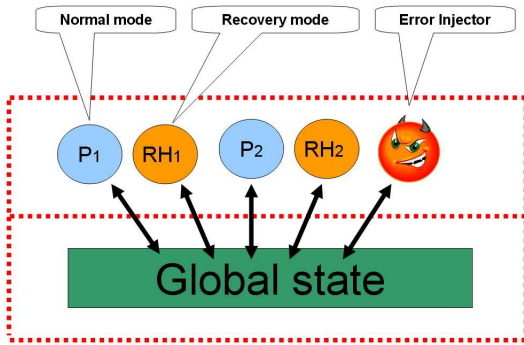 Normal mode
Recovery mode
Error Injector
P1
RH1
P2
RH2
Global state